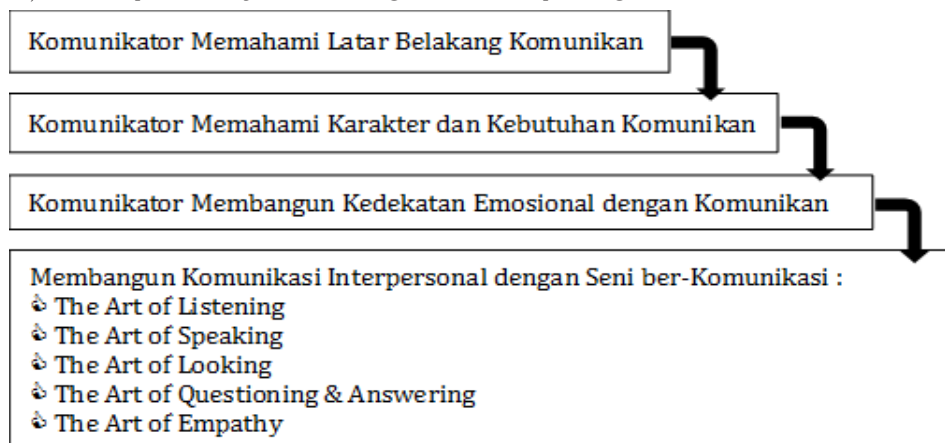 Komunikator Memahami Latar Belakang Komunikan
Komunikator Memahami Karakter dan Kebutuhan Komunikan
Komunikator Membangun Kedekatan Emosional dengan Komunikan
Membangun Komunikasi Interpersonal dengan Seni ber-Komunikasi :
The Art of Listening
The Art of Speaking
The Art of Looking
The Art of Questioning & Answering
The Art of Empathy